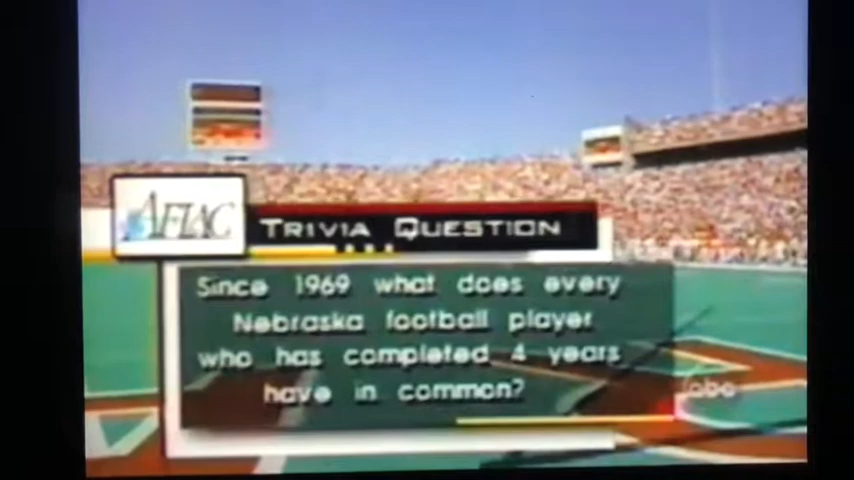 AFLAC
TRIVIA QUESTION
Since 1969 what does every
Nebraska football player
who has completed 4 years
have in common?
abc